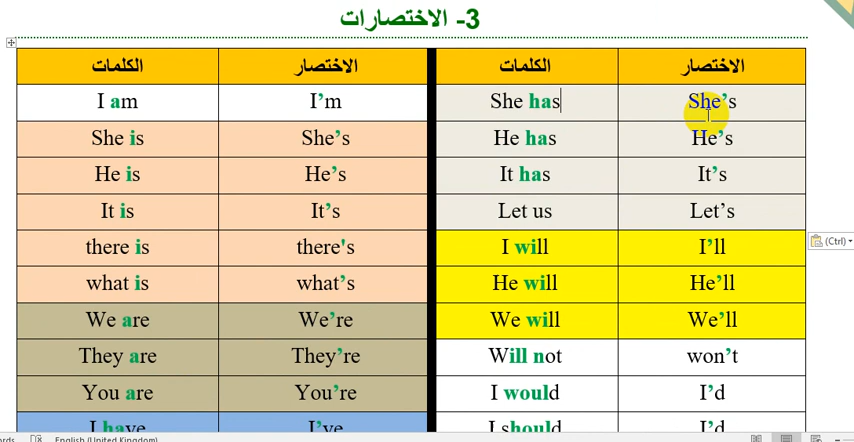 3- الاختصارات
الكلمات الاختصار الكلمات الاختصار
I am I’m She has She’s
She is She’s He has He’s
He is He’s It has It’s
It is It’s Let us Let’s
there is there's I will I’ll
what is what’s He will He’ll
We are We’re We will We’ll
They are They’re Will not won’t
You are You’re I would I’d
I have I’ve I should I’d
(Ctrl)
English (United Kingdom)